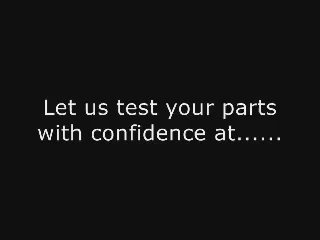 Let us test your parts
with confidence at......